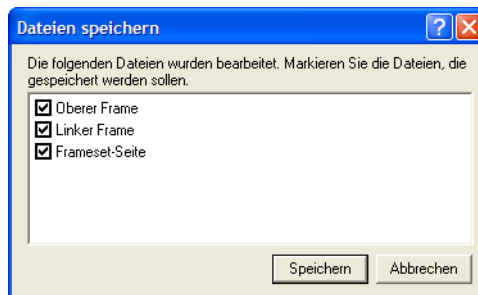 Dateien speichern
Die folgenden Dateien wurden bearbeitet. Markieren Sie die Dateien, die
gespeichert werden sollen.
Oberer Frame
Linker Frame
Frameset-Seite
Speichern Abbrechen